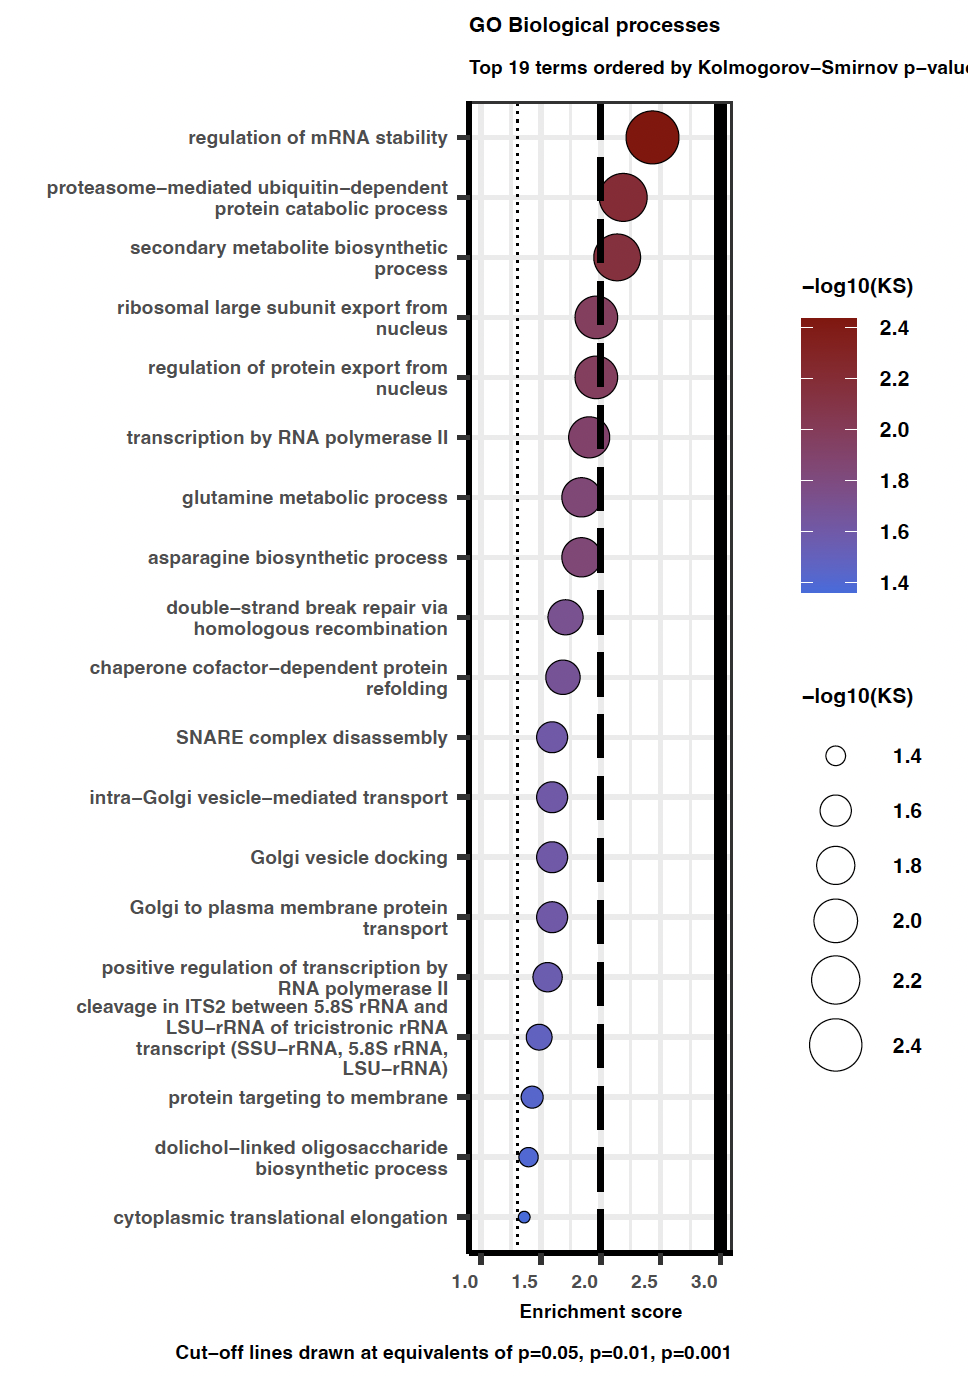 GO Biological processes
Top 19 terms ordered by Kolmogorov−Smirnov p−value
regulation of mRNA stability
proteasome−mediated ubiquitin−dependent
protein catabolic process
secondary metabolite biosynthetic
process
ribosomal large subunit export from
nucleus
regulation of protein export from
nucleus
transcription by RNA polymerase II
glutamine metabolic process
asparagine biosynthetic process
double−strand break repair via
homologous recombination
chaperone cofactor−dependent protein
refolding
SNARE complex disassembly
intra−Golgi vesicle−mediated transport
Golgi vesicle docking
Golgi to plasma membrane protein
transport
positive regulation of transcription by
RNA polymerase II
cleavage in ITS2 between 5.8S rRNA and
LSU−rRNA of tricistronic rRNA
transcript (SSU−rRNA, 5.8S rRNA,
LSU−rRNA)
protein targeting to membrane
dolichol−linked oligosaccharide
biosynthetic process
cytoplasmic translational elongation
1.0 1.5 2.0 2.5 3.0
Enrichment score
Cut−off lines drawn at equivalents of p=0.05, p=0.01, p=0.001
−log10(KS)
2.4
2.2
2.0
1.8
1.6
1.4
−log10(KS)
1.4
1.6
1.8
2.0
2.2
2.4